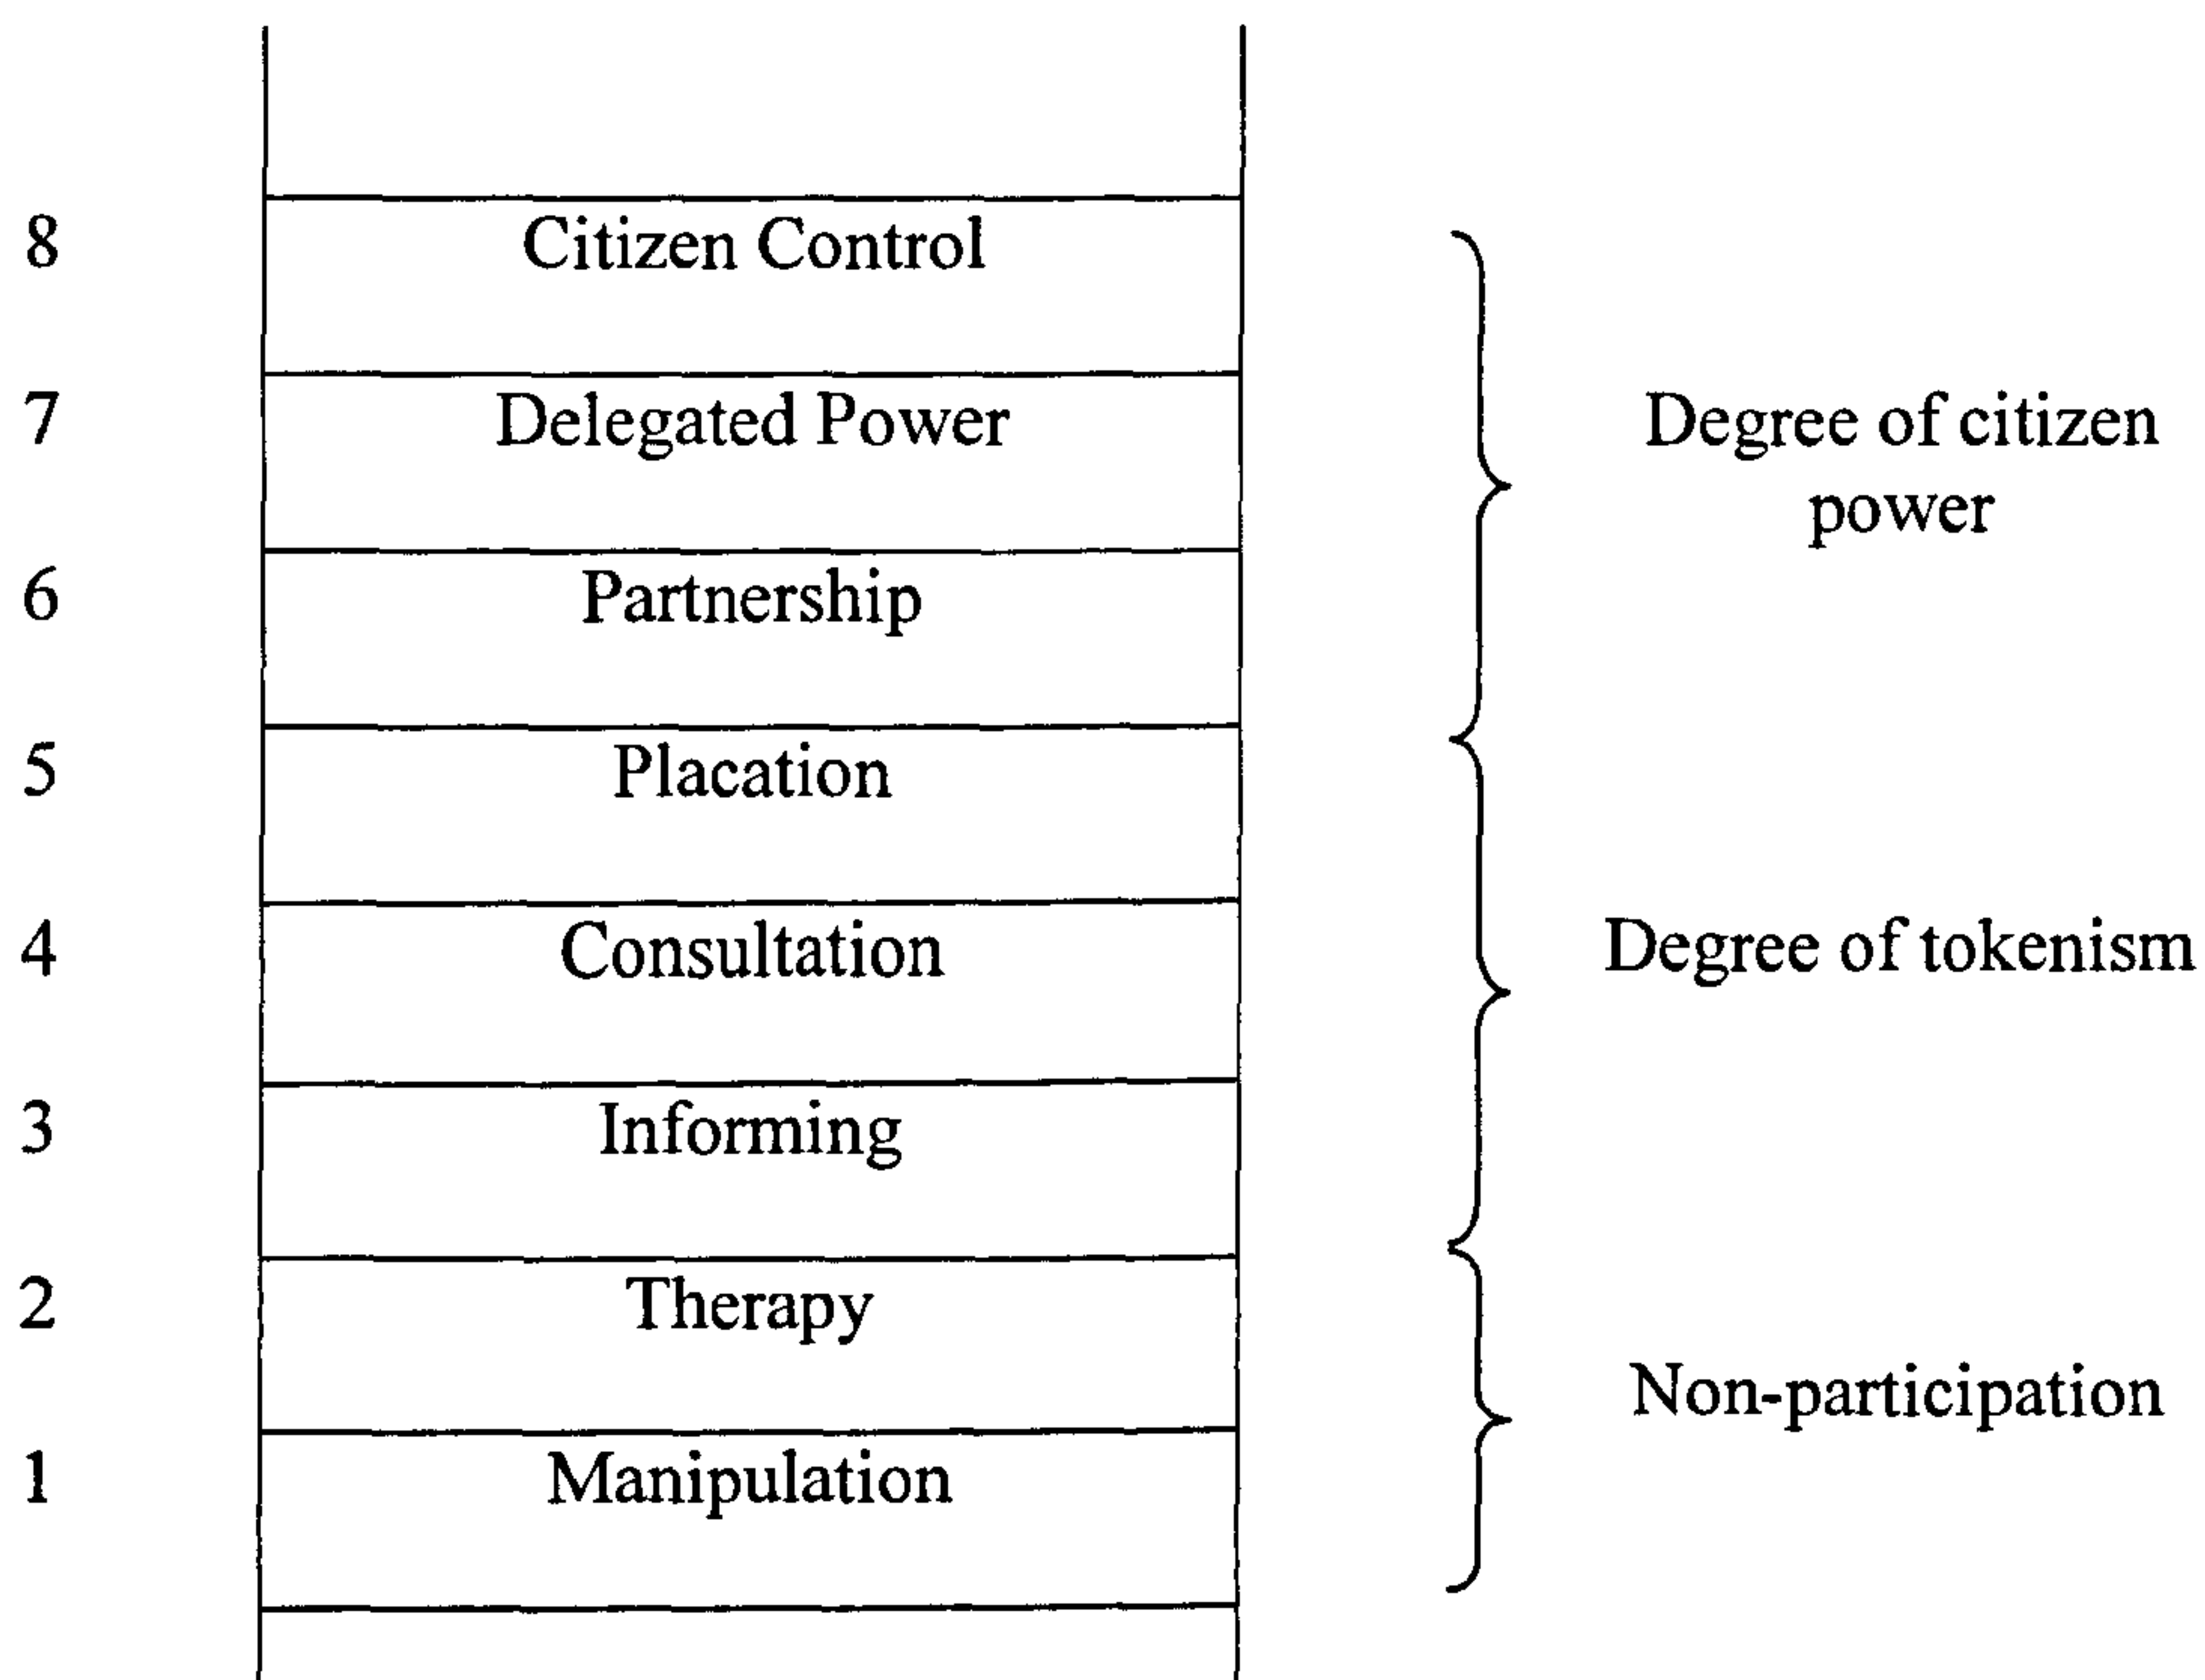 8 Citizen Control
7 Delegated Power
Degree of citizen
power
6 Partnership
5 Placation
4 Consultation
Degree of tokenism
3 Informing
2 Therapy
Non-participation
1 Manipulation